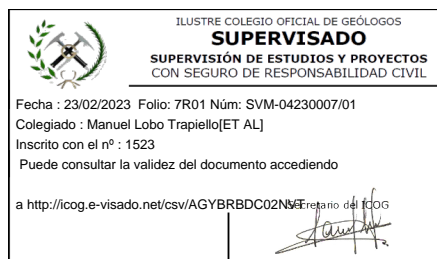 ILUSTRE COLEGIO OFICIAL DE GEÓLOGOS
SUPERVISADO
SUPERVISIÓN DE ESTUDIOS Y PROYECTOS
CON SEGURO DE RESPONSABILIDAD CIVIL
Fecha : 23/02/2023 Folio: 7R01 Núm: SVM-04230007/01
Colegiado : Manuel Lobo Trapiello[ET AL]
Inscrito con el nº : 1523
Puede consultar la validez del documento accediendo
a http://icog.e-visado.net/csv/AGYBRBDC02NVT
Secretario del ICOG